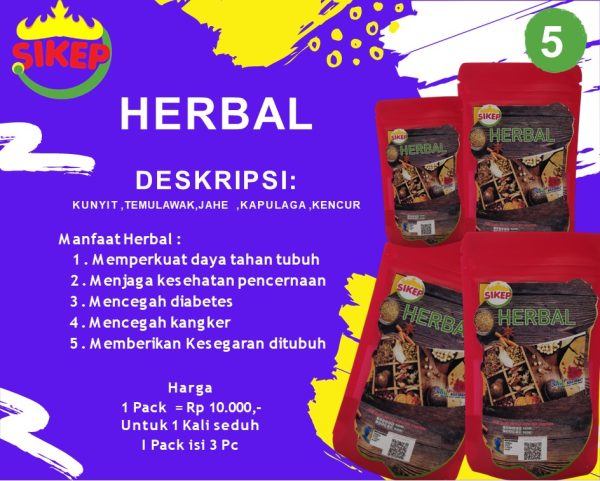 SIKEP
5
HERBAL
DESKRIPSI:
KUNYIT ,TEMULAWAK,JAHE ,KAPULAGA ,KENCUR
Manfaat Herbal :
1 . Memperkuat daya tahan tubuh
2 . Menjaga kesehatan pencernaan
3 . Mencegah diabetes
4 . Mencegah kangker
5 . Memberikan Kesegaran ditubuh
Harga
1 Pack = Rp 10.000,-
Untuk 1 Kali seduh
I Pack isi 3 Pc
SIKEP
HERBAL
SIKEP
HERBAL
SIKEP
HERBAL
SIKEP
HERBAL